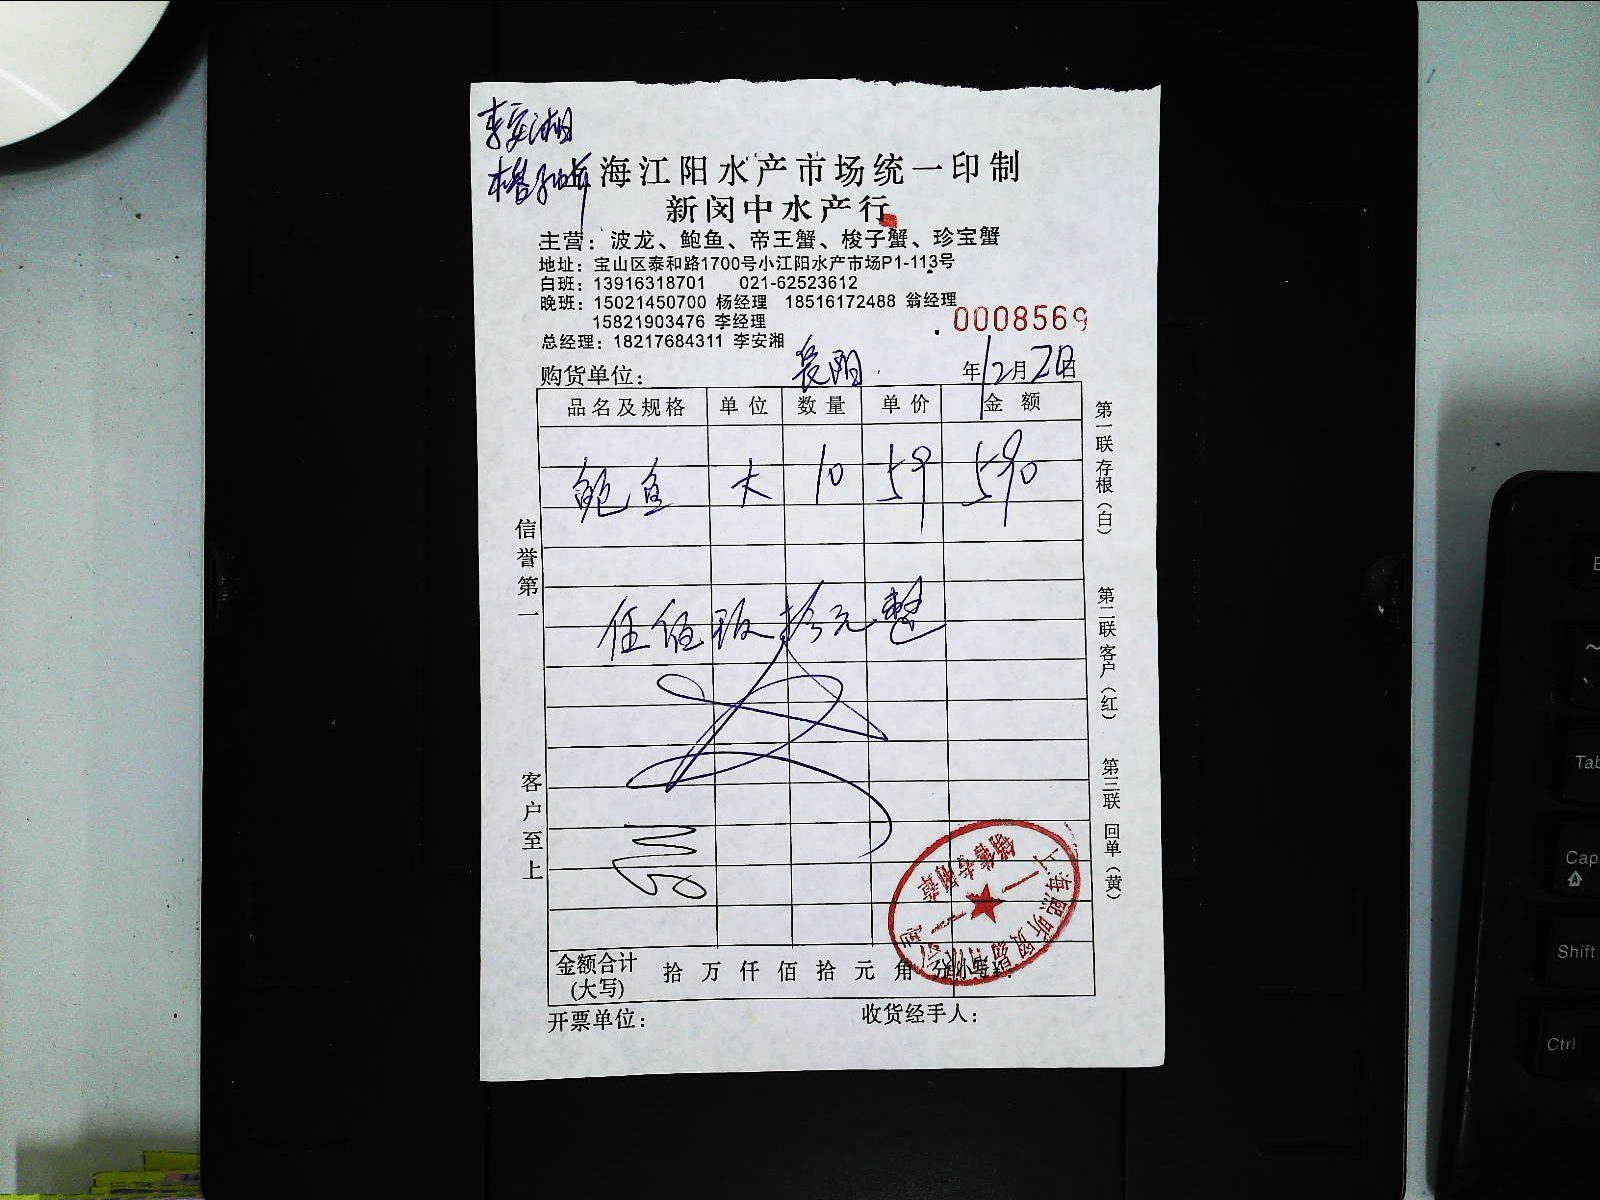 李安湘
上海江阳水产市场统一印制
新闵中水产行
主营：波龙、鲍鱼、帝王蟹、梭子蟹、珍宝蟹
地址：宝山区泰和路1700号小江阳水产市场P1-113号
白班：13916318701 021-62523612
晚班：15021450700 杨经理 18516172488 翁经理
15821903476 李经理
0008569
总经理：18217684311 李安湘
购货单位： 长阳 年12月20日
品名及规格 单位 数量 单价 金额
鲍鱼 大 10 59 590
伍佰玖拾元整
金额合计(大写) 拾 万 仟 佰 拾 元 角 分
开票单位： 收货经手人：
信誉第一
客户至上
第一联 存根（白）
第二联 客户（红）
第三联 回单（黄）
销售专用章